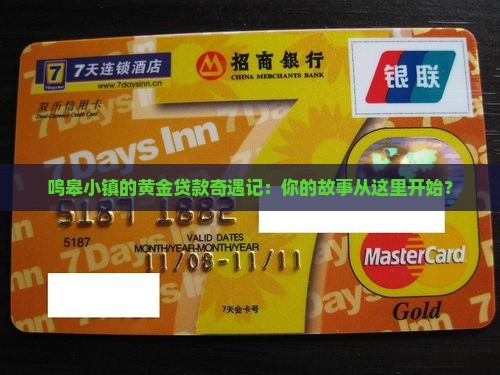 7 7天连锁酒店
7DaysInn
www.7daysinn.cn
招商银行
CHINA MERCHANTS BANK
银联
双币信用卡
Dual-Currency Credit Card
7Days Inn
鸣皋小镇的黄金贷款奇遇记：你的故事从这里开始？
5187 1882
5187
VALID DATES
MONTH/YEAR-MONTH/YEAR
11/08-11/11
MasterCard
7天会卡号
Gold